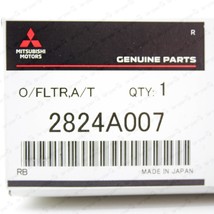 R
MITSUBISHI
MOTORS
GENUINE PARTS
O/FLTR,A/T QTY: 1
2824A007
MADE IN JAPAN
RB